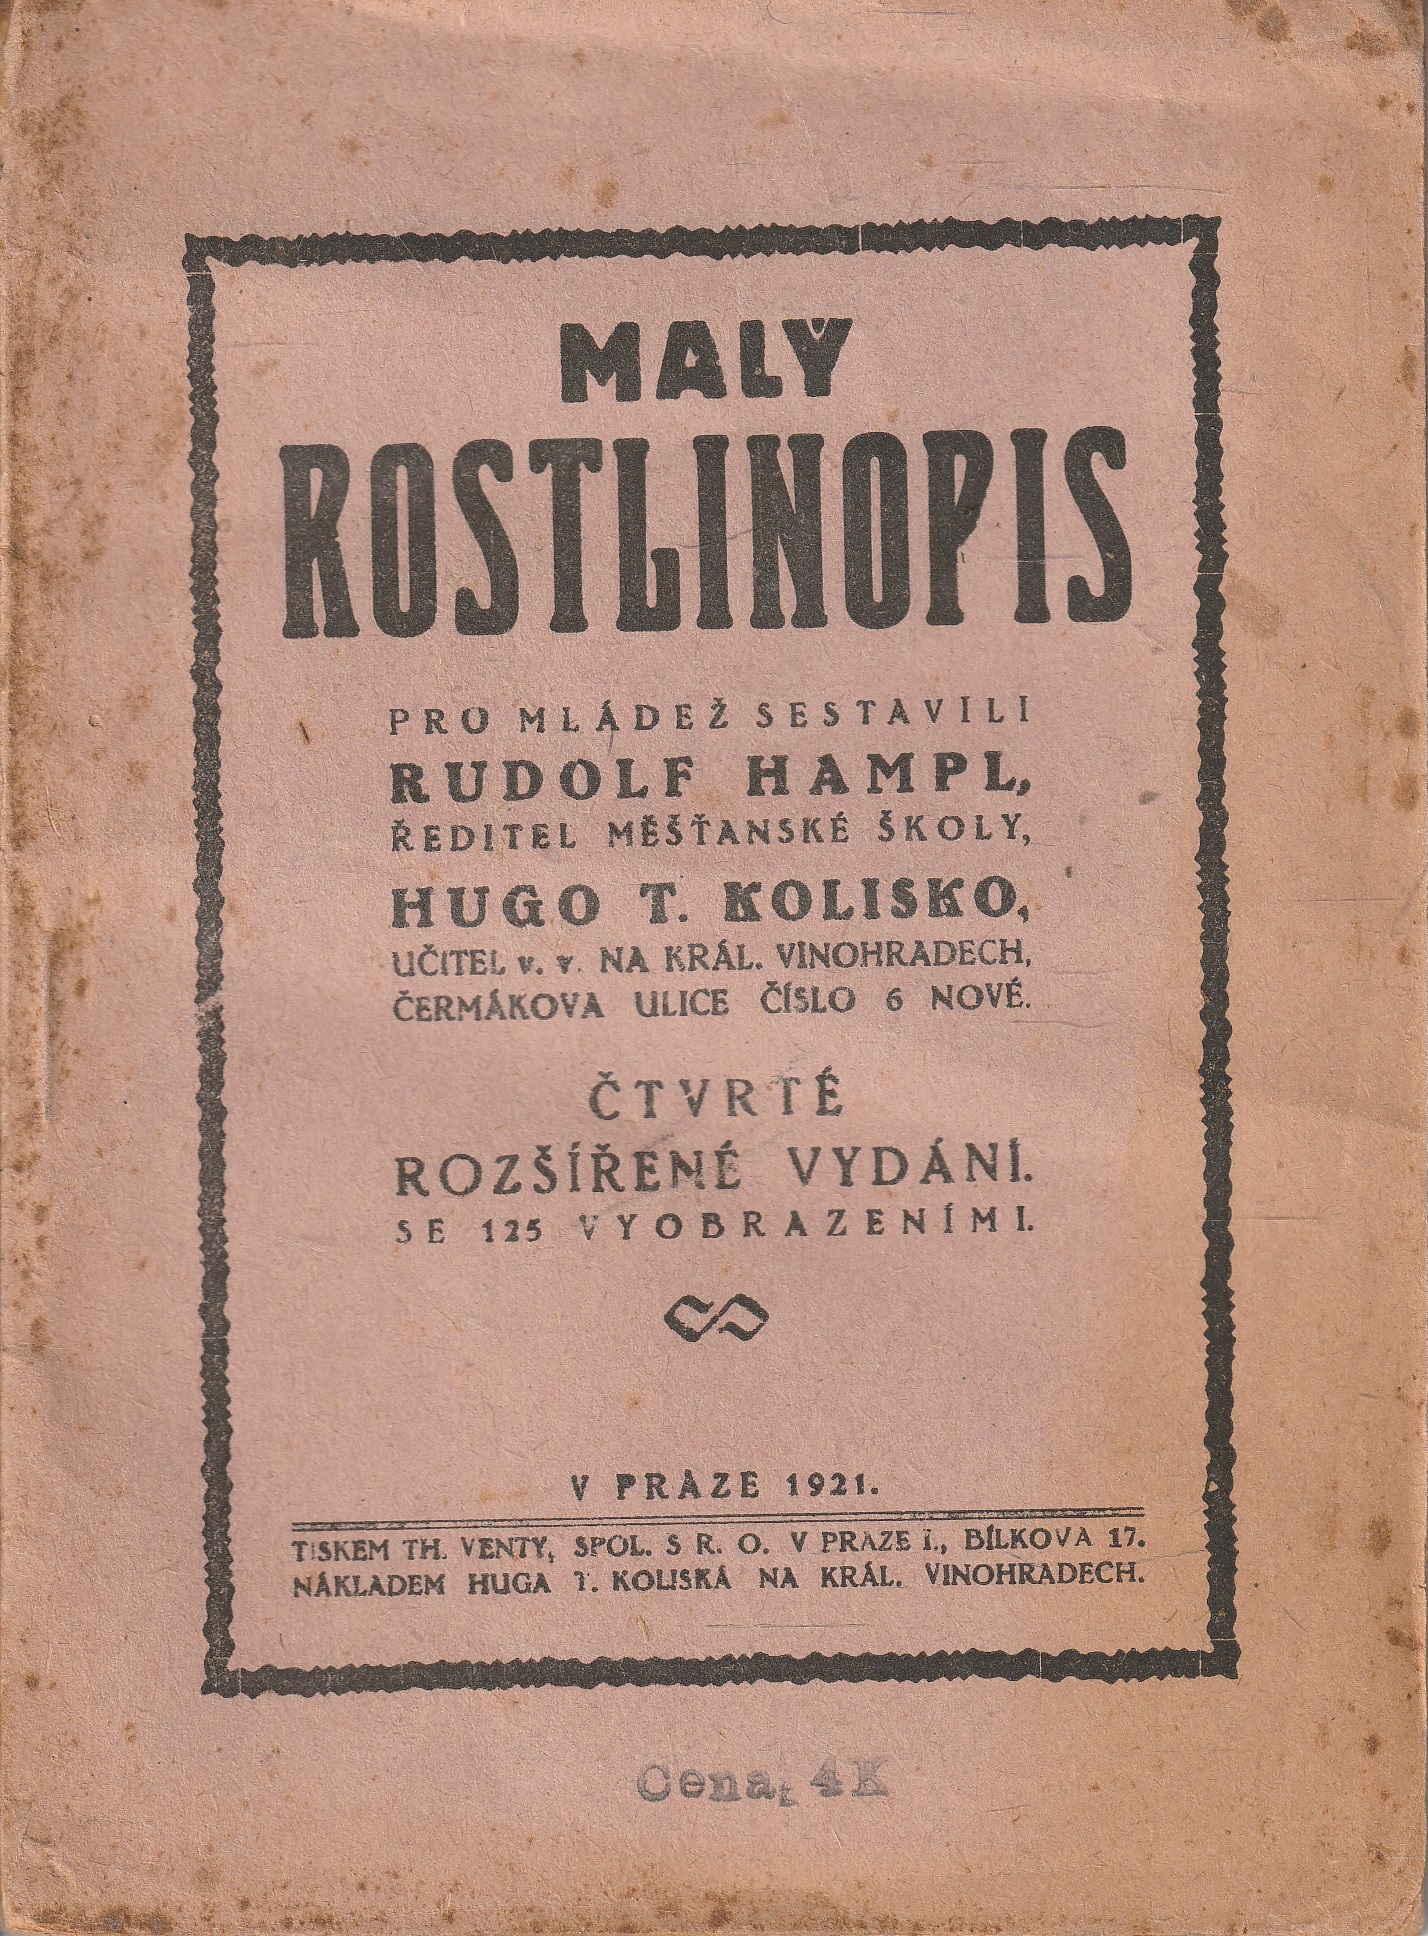 MALÝ
ROSTLINOPIS
PRO MLÁDEŽ SESTAVILI
RUDOLF HAMPL,
ŘEDITEL MĚŠŤANSKÉ ŠKOLY,
HUGO T. KOLISKO,
UČITEL v. v. NA KRÁL. VINOHRADECH,
ČERMÁKOVA ULICE ČÍSLO 6 NOVÉ.
ČTVRTÉ
ROZŠÍŘENÉ VYDÁNÍ.
SE 125 VYOBRAZENÍMI.
V PRAZE 1921.
TISKEM TH. VENTY, SPOL. S R. O. V PRAZE I., BÍLKOVA 17.
NÁKLADEM HUGA T. KOLISKÁ NA KRÁL. VINOHRADECH.
Cena: 4 K